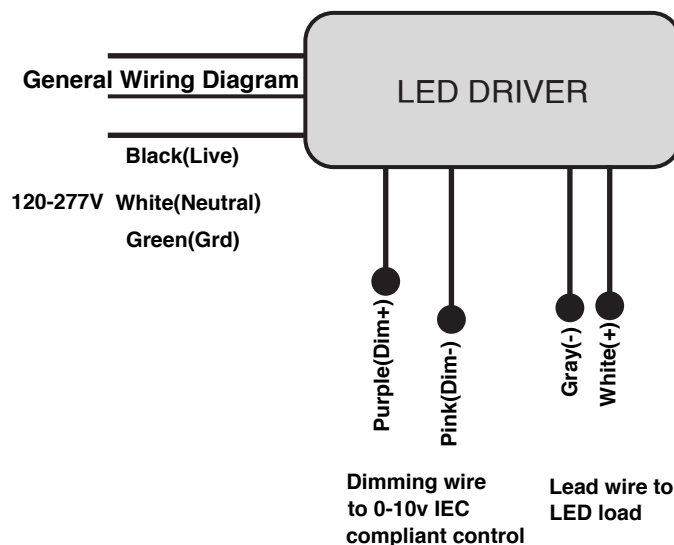 General Wiring Diagram
LED DRIVER
Black(Live)
120-277V White(Neutral)
Green(Grd)
Purple(Dim+)
Pink(Dim-)
Gray(-)
White(+)
Dimming wire
to 0-10v IEC
compliant control
Lead wire to
LED load